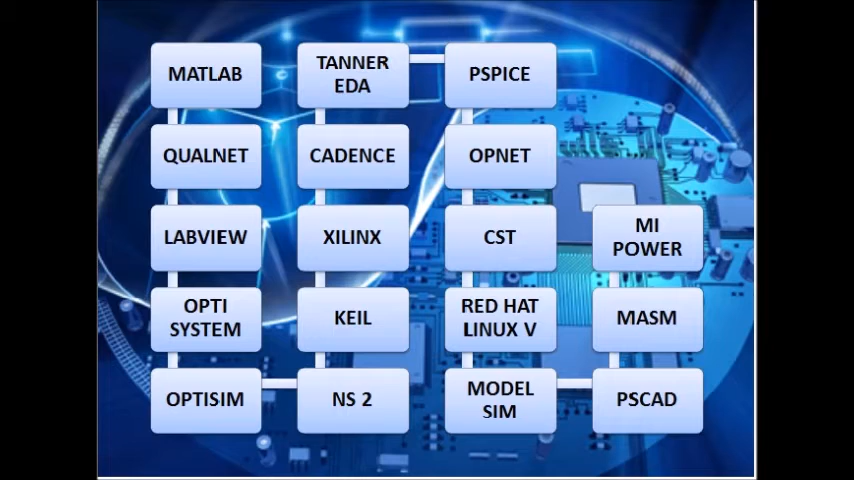 MATLAB
QUALNET
LABVIEW
OPTI
SYSTEM
OPTISIM
NS 2
KEIL
XILINX
CADENCE
TANNER
EDA
PSPICE
OPNET
CST
RED HAT
LINUX V
MODEL
SIM
PSCAD
MASM
MI
POWER